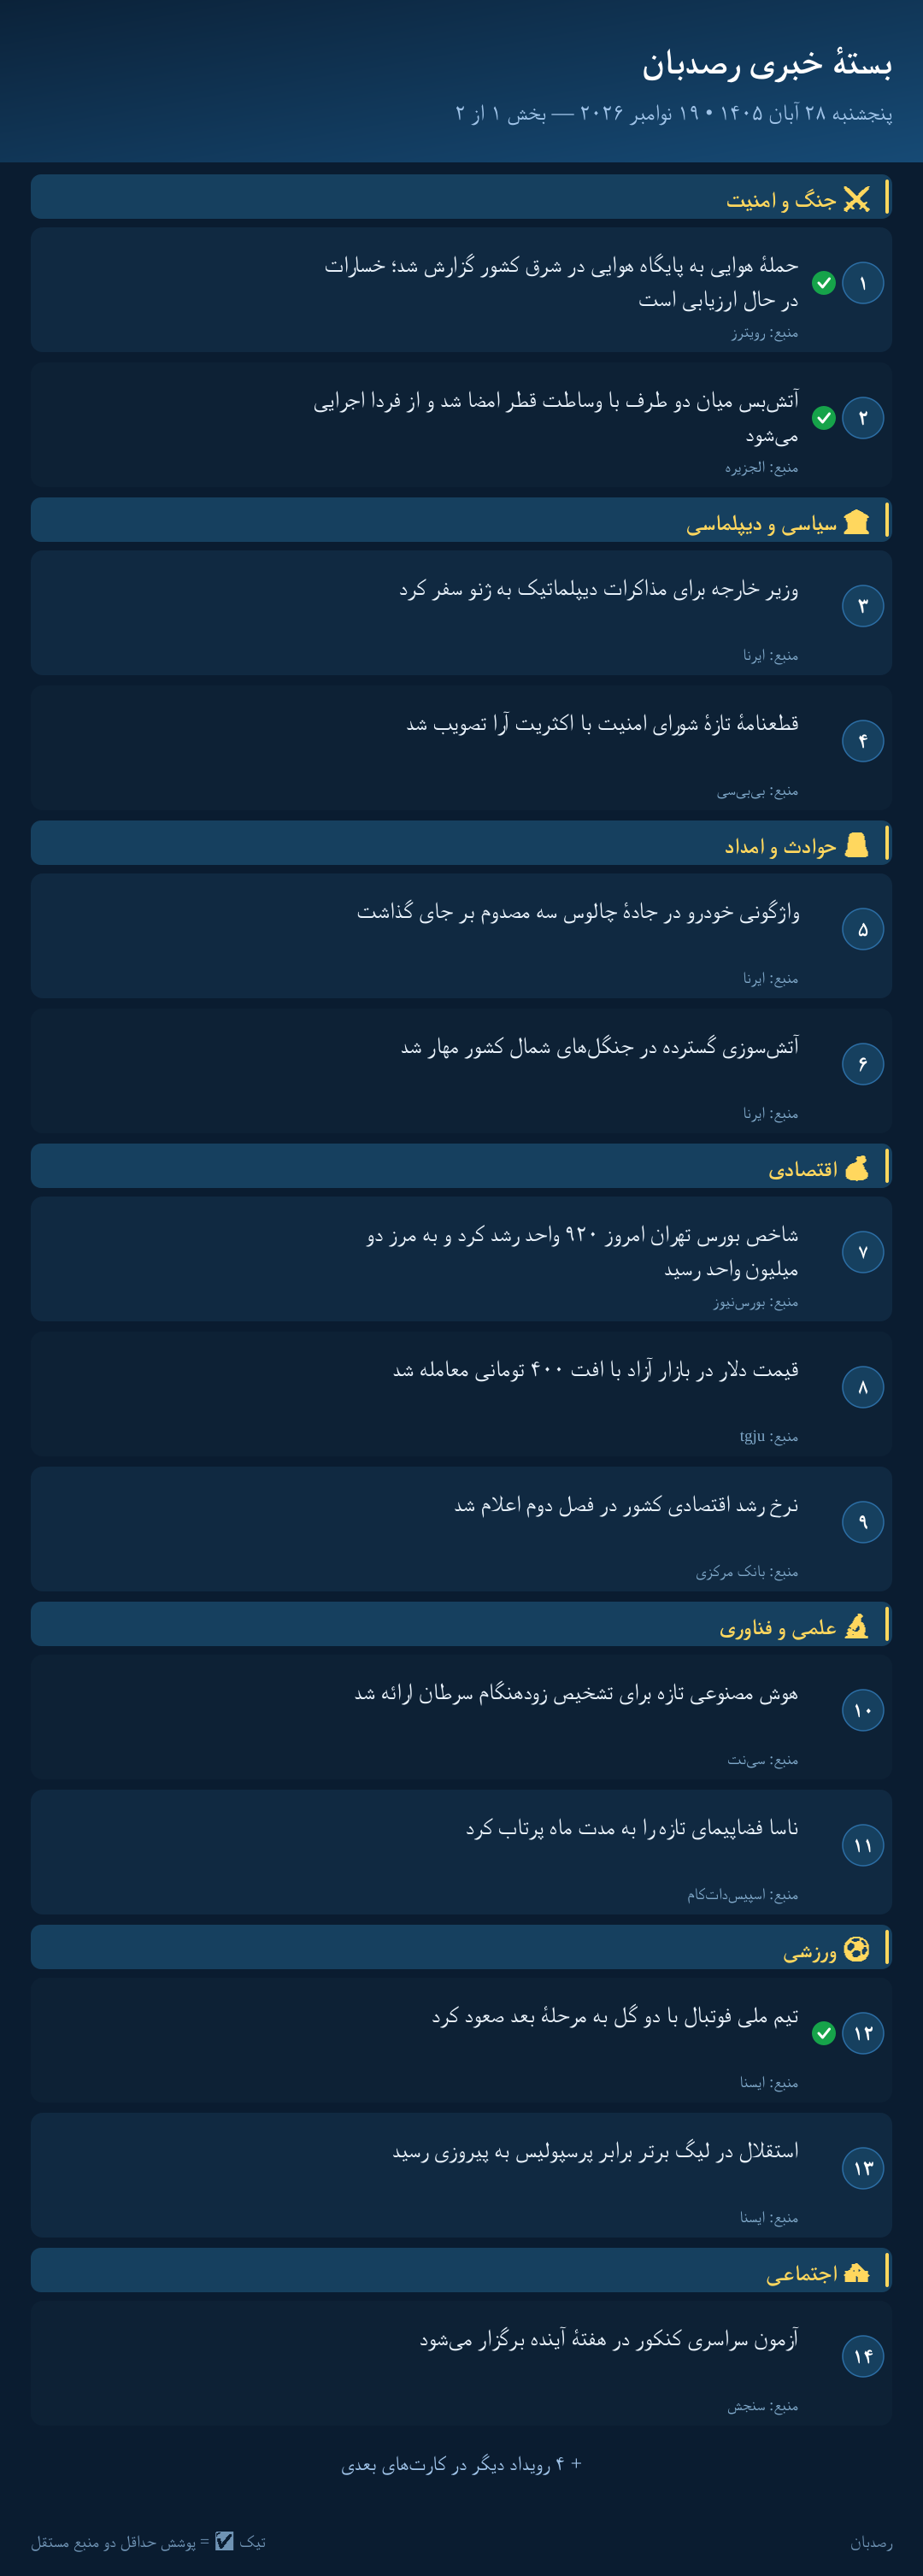 بستهٔ خبری رصدبان
پنجشنبه ۲۸ آبان ۱۴۰۵ • ۱۹ نوامبر ۲۰۲۶ — بخش ۱ از ۲
جنگ و امنیت
۱
حملهٔ هوایی به پایگاه هوایی در شرق کشور گزارش شد؛ خسارات
در حال ارزیابی است
منبع: رویترز
۲
آتش‌بس میان دو طرف با وساطت قطر امضا شد و از فردا اجرایی
می‌شود
منبع: الجزیره
سیاسی و دیپلماسی
۳
وزیر خارجه برای مذاکرات دیپلماتیک به ژنو سفر کرد
منبع: ایرنا
۴
قطعنامهٔ تازهٔ شورای امنیت با اکثریت آرا تصویب شد
منبع: بی‌بی‌سی
حوادث و امداد
۵
واژگونی خودرو در جادهٔ چالوس سه مصدوم بر جای گذاشت
منبع: ایرنا
۶
آتش‌سوزی گسترده در جنگل‌های شمال کشور مهار شد
منبع: ایرنا
اقتصادی
۷
شاخص بورس تهران امروز ۹۲۰ واحد رشد کرد و به مرز دو
میلیون واحد رسید
منبع: بورس‌نیوز
۸
قیمت دلار در بازار آزاد با افت ۴۰۰ تومانی معامله شد
منبع: tgju
۹
نرخ رشد اقتصادی کشور در فصل دوم اعلام شد
منبع: بانک مرکزی
علمی و فناوری
۱۰
هوش مصنوعی تازه برای تشخیص زودهنگام سرطان ارائه شد
منبع: سی‌نت
۱۱
ناسا فضاپیمای تازه را به مدت ماه پرتاب کرد
منبع: اسپیس‌دات‌کام
ورزشی
۱۲
تیم ملی فوتبال با دو گل به مرحلهٔ بعد صعود کرد
منبع: ایسنا
۱۳
استقلال در لیگ برتر برابر پرسپولیس به پیروزی رسید
منبع: ایسنا
اجتماعی
۱۴
آزمون سراسری کنکور در هفتهٔ آینده برگزار می‌شود
منبع: سنجش
+ ۴ رویداد دیگر در کارت‌های بعدی
رصدبان
تیک ☑ = پوشش حداقل دو منبع مستقل